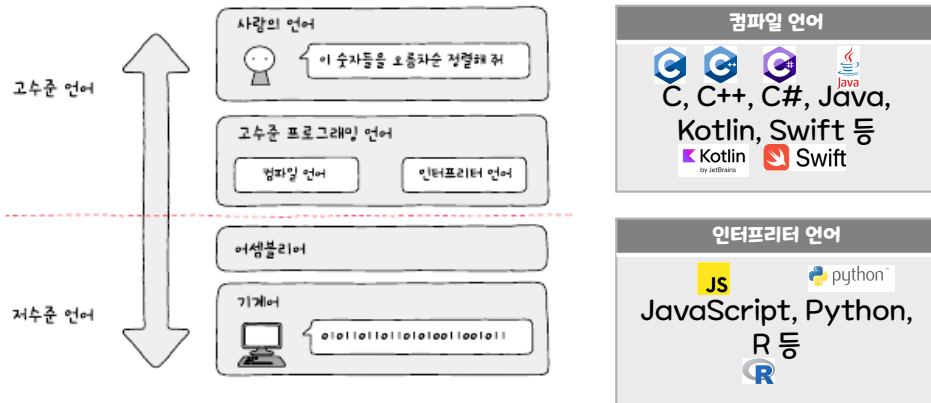 사람의 언어
이 숫자들을 오름차순 정렬해 줘
고수준 언어
고수준 프로그래밍 언어
컴파일 언어
인터프리터 언어
어셈블리어
기계어
저수준 언어
0101101101101010011001011
컴파일 언어
Java
C, C++, C#, Java,
Kotlin, Swift 등
Kotlin
by JetBrains
Swift
인터프리터 언어
JS
python™
JavaScript, Python,
R 등
R